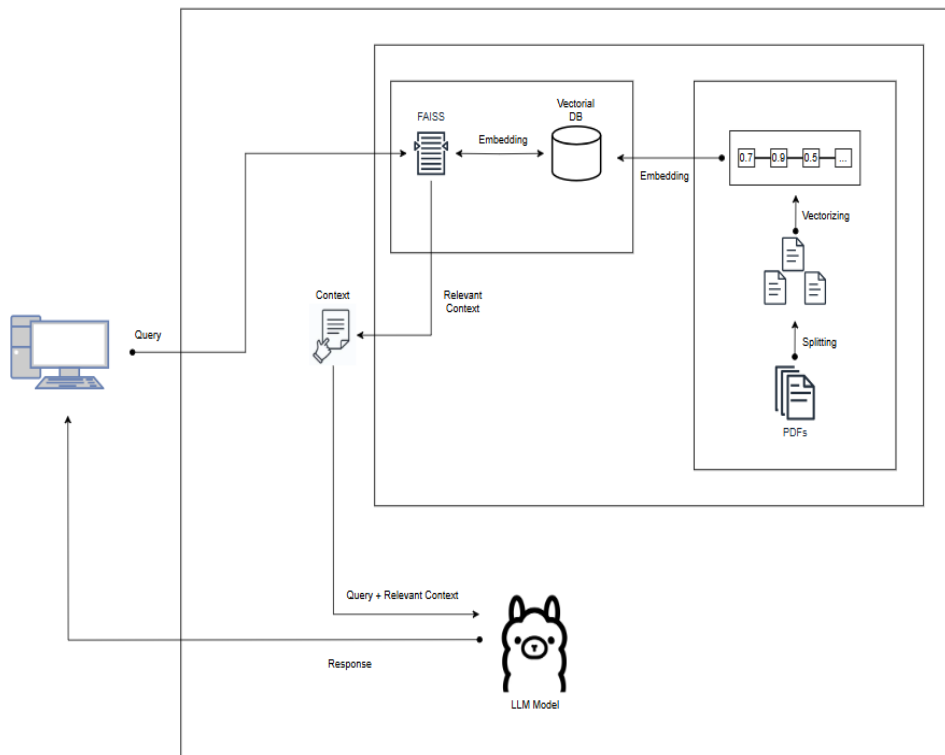 Vectorial
DB
FAISS
Embedding
0.7
0.9
0.5
...
Embedding
Vectorizing
Context
Relevant
Context
Query
Splitting
PDFs
Query + Relevant Context
Response
LLM Model